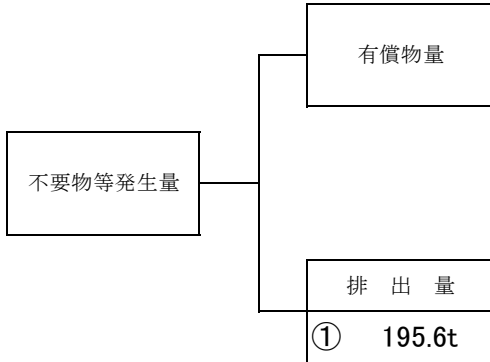 有償物量
不要物等発生量
排 出 量
① 195.6t